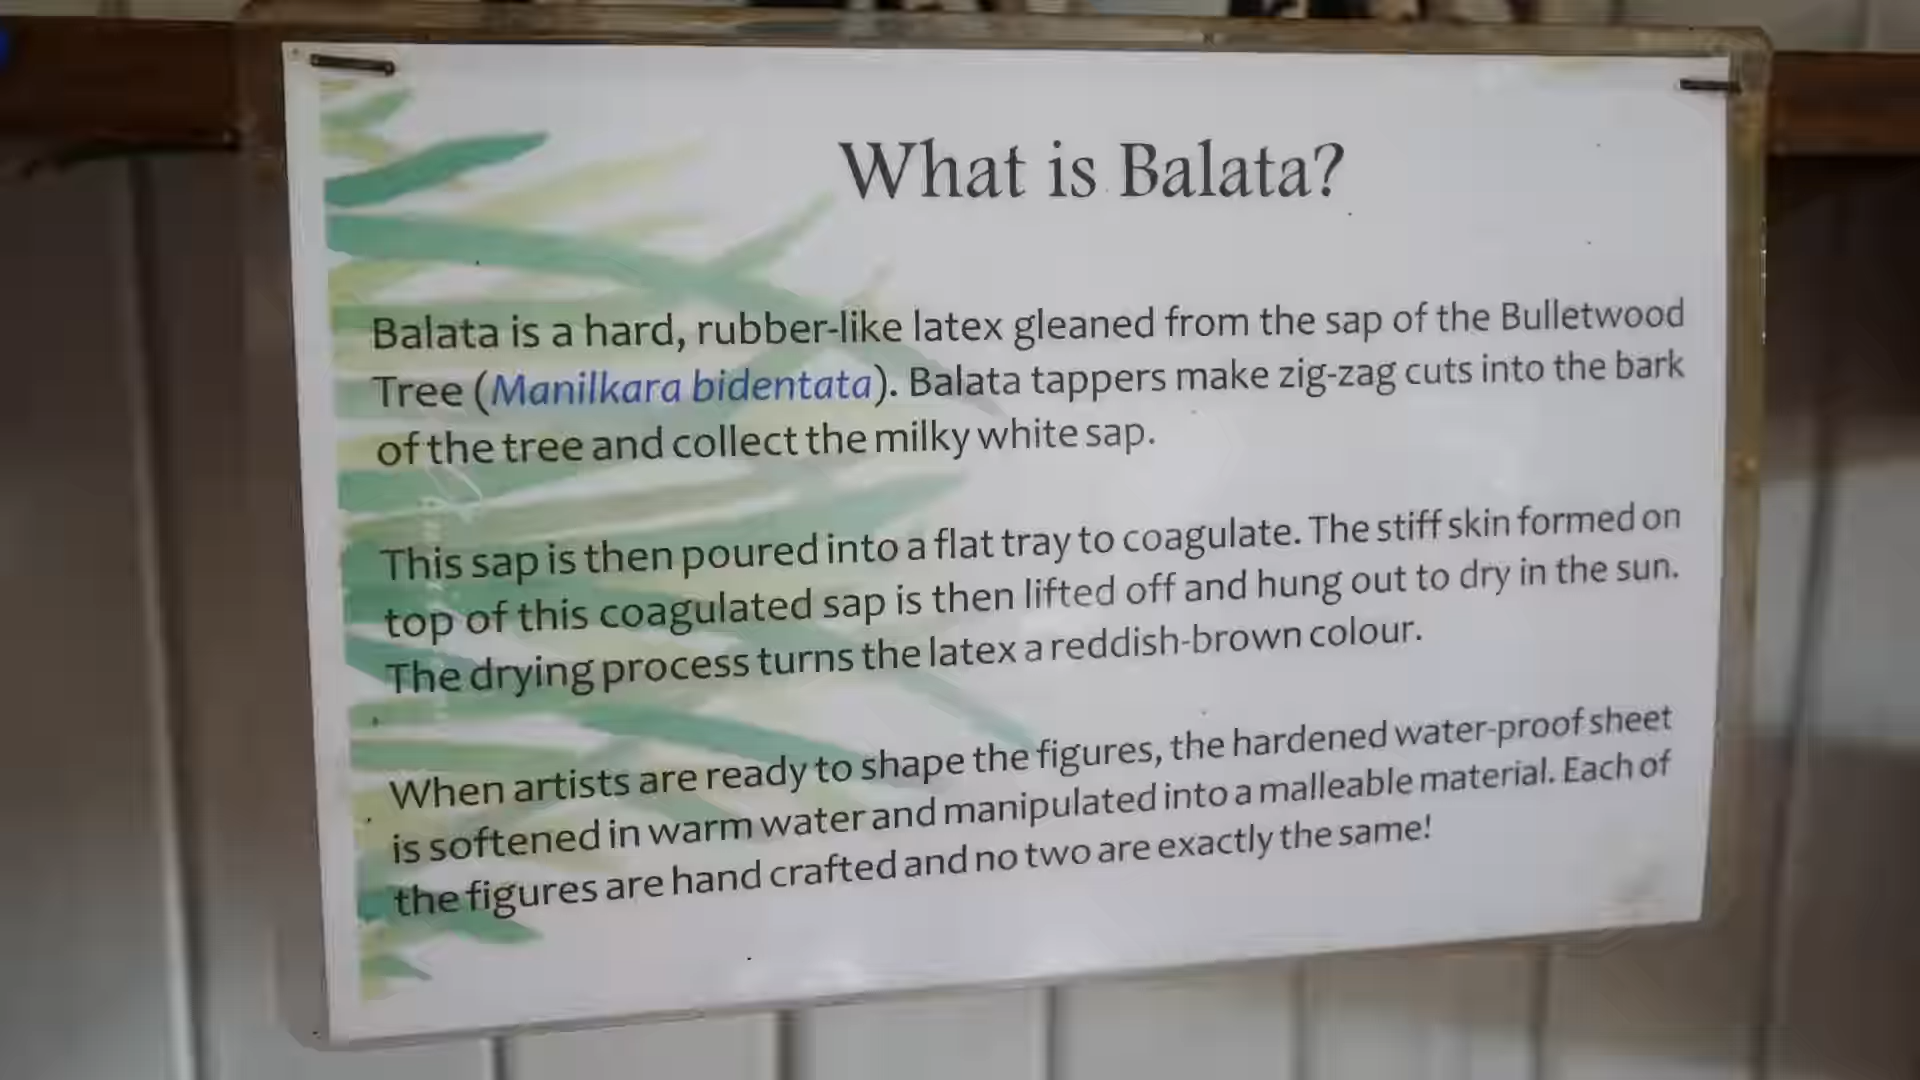 What is Balata?
Balata is a hard, rubber-like latex gleaned from the sap of the Bulletwood
Tree (Manilkara bidentata). Balata tappers make zig-zag cuts into the bark
of the tree and collect the milky white sap.
This sap is then poured into a flat tray to coagulate. The stiff skin formed on
top of this coagulated sap is then lifted off and hung out to dry in the sun.
The drying process turns the latex a reddish-brown colour.
When artists are ready to shape the figures, the hardened water-proof sheet
is softened in warm water and manipulated into a malleable material. Each of
the figures are hand crafted and no two are exactly the same!